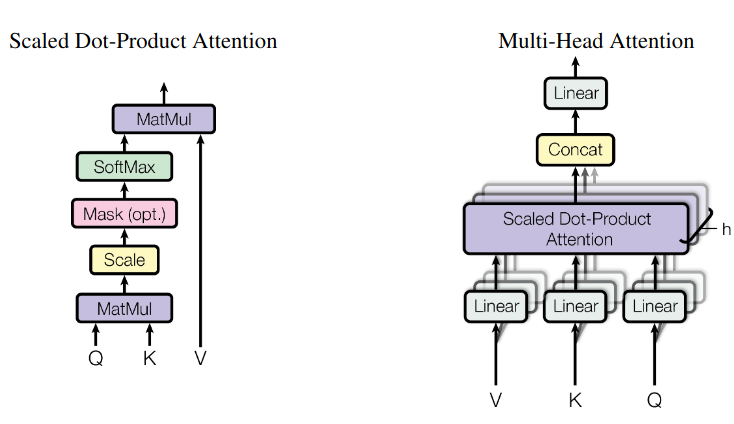 Scaled Dot-Product Attention
MatMul
SoftMax
Mask (opt.)
Scale
MatMul
Q K V
Multi-Head Attention
Linear
Concat
Scaled Dot-Product
Attention
h
Linear Linear Linear
V K Q